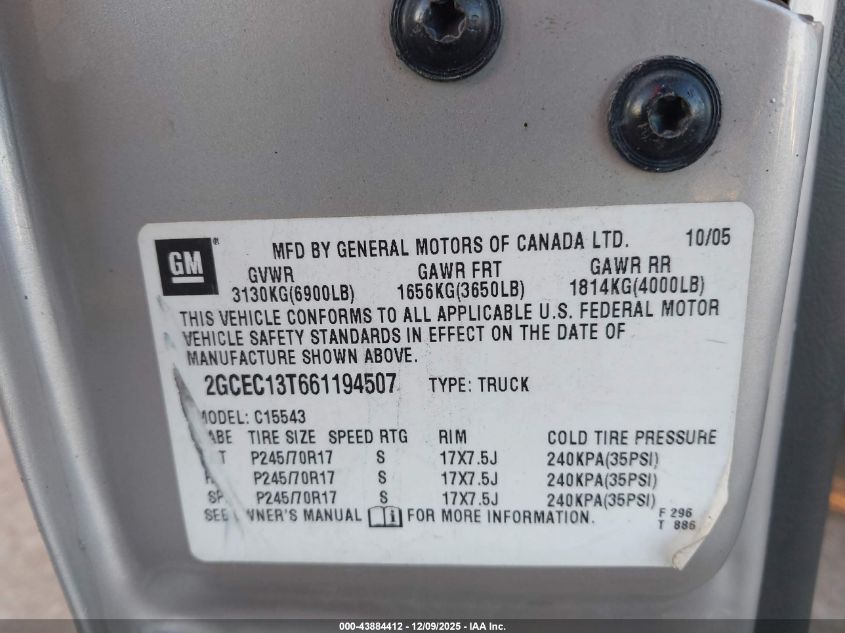 GM
MFD BY GENERAL MOTORS OF CANADA LTD. 10/05
GVWR GAWR FRT GAWR RR
3130KG(6900LB) 1656KG(3650LB) 1814KG(4000LB)
THIS VEHICLE CONFORMS TO ALL APPLICABLE U.S. FEDERAL MOTOR
VEHICLE SAFETY STANDARDS IN EFFECT ON THE DATE OF
MANUFACTURE SHOWN ABOVE.
2GCEC13T661194507 TYPE: TRUCK
MODEL: C15543
TIRE SIZE SPEED RTG RIM COLD TIRE PRESSURE
P245/70R17 S 17X7.5J 240KPA(35PSI)
P245/70R17 S 17X7.5J 240KPA(35PSI)
P245/70R17 S 17X7.5J 240KPA(35PSI)
SEE OWNER'S MANUAL FOR MORE INFORMATION.
F 296
T 886
000-43884412 - 12/09/2025 - IAA Inc.